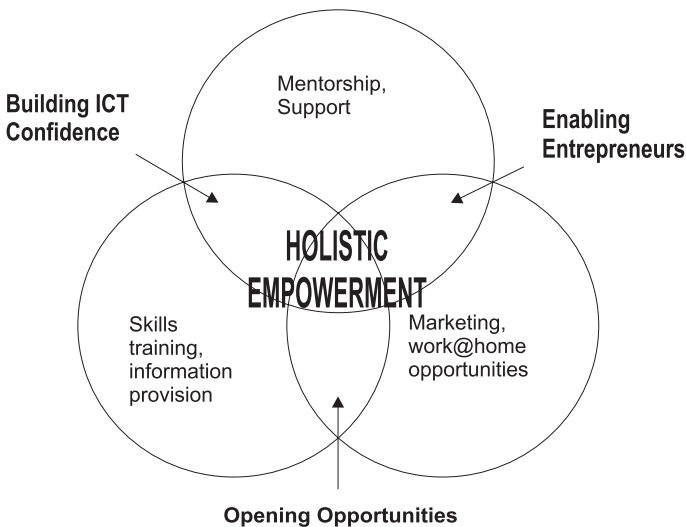 Mentorship,
Support
Building ICT
Confidence
Enabling
Entrepreneurs
HOLISTIC
EMPOWERMENT
Skills
training,
information
provision
Marketing,
work@home
opportunities
Opening Opportunities